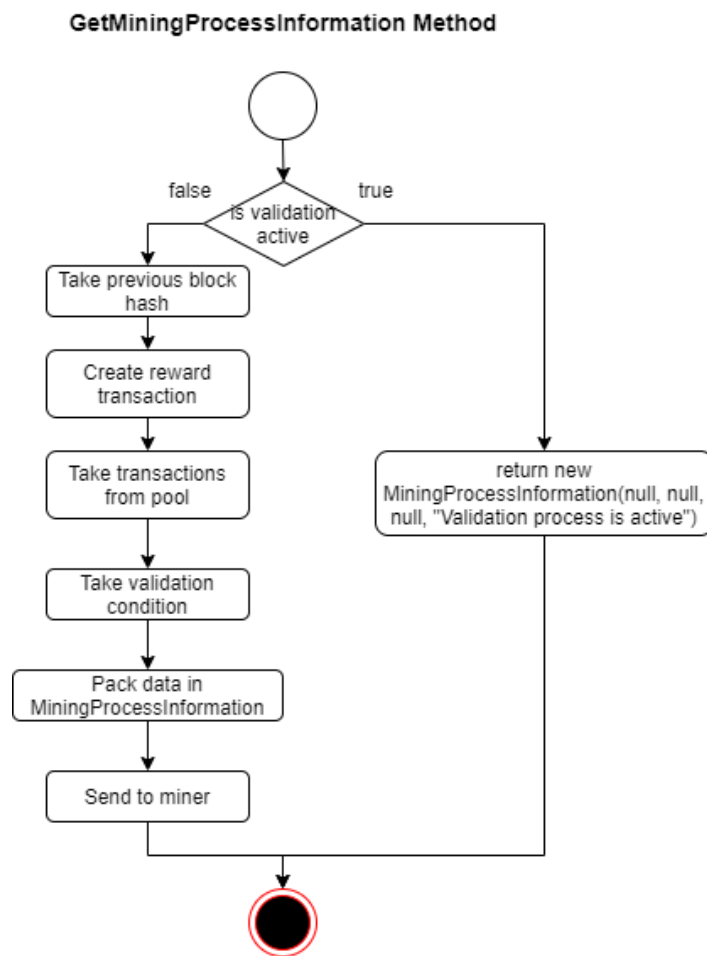 GetMiningProcessInformation Method
false
true
is validation
active
Take previous block
hash
Create reward
transaction
Take transactions
from pool
return new
MiningProcessInformation(null, null,
null, "Validation process is active")
Take validation
condition
Pack data in
MiningProcessInformation
Send to miner